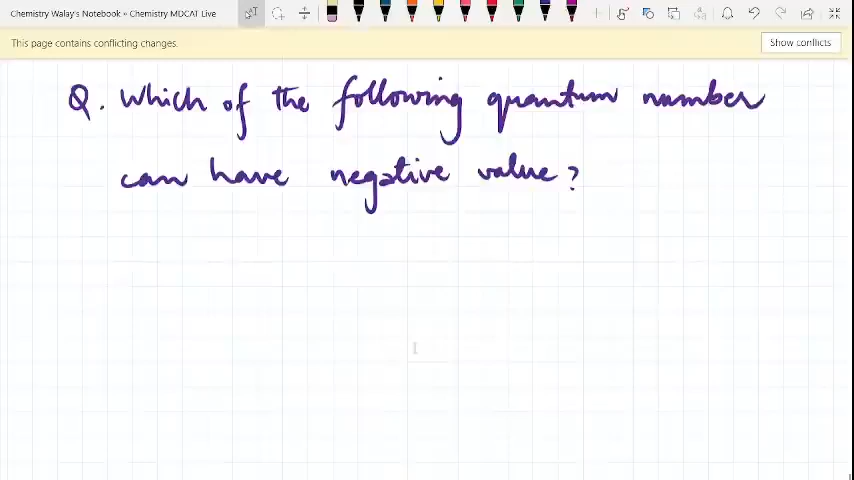 Chemistry Walay's Notebook » Chemistry MDCAT Live
This page contains conflicting changes.
Show conflicts
Q. Which of the following quantum number
can have negative value?